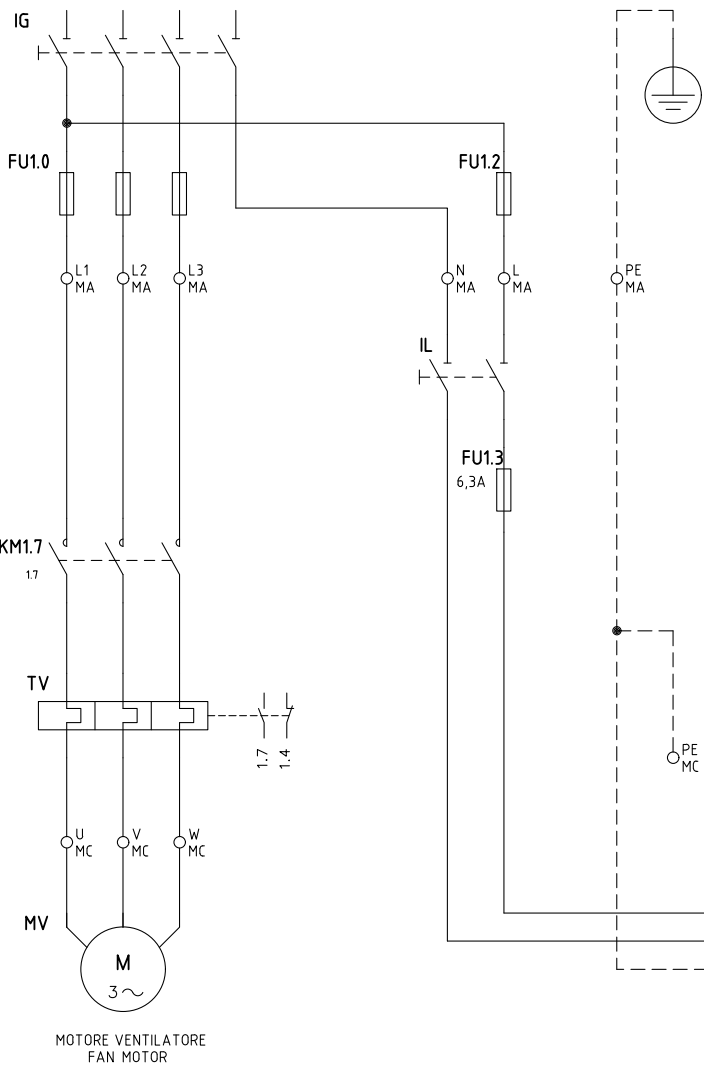 IG
FU1.0
FU1.2
L1
MA
L2
MA
L3
MA
N
MA
L
MA
PE
MA
IL
FU1.3
6,3A
KM1.7
1.7
TV
1.7
1.4
PE
MC
U
MC
V
MC
W
MC
MV
M
3~
MOTORE VENTILATORE
FAN MOTOR